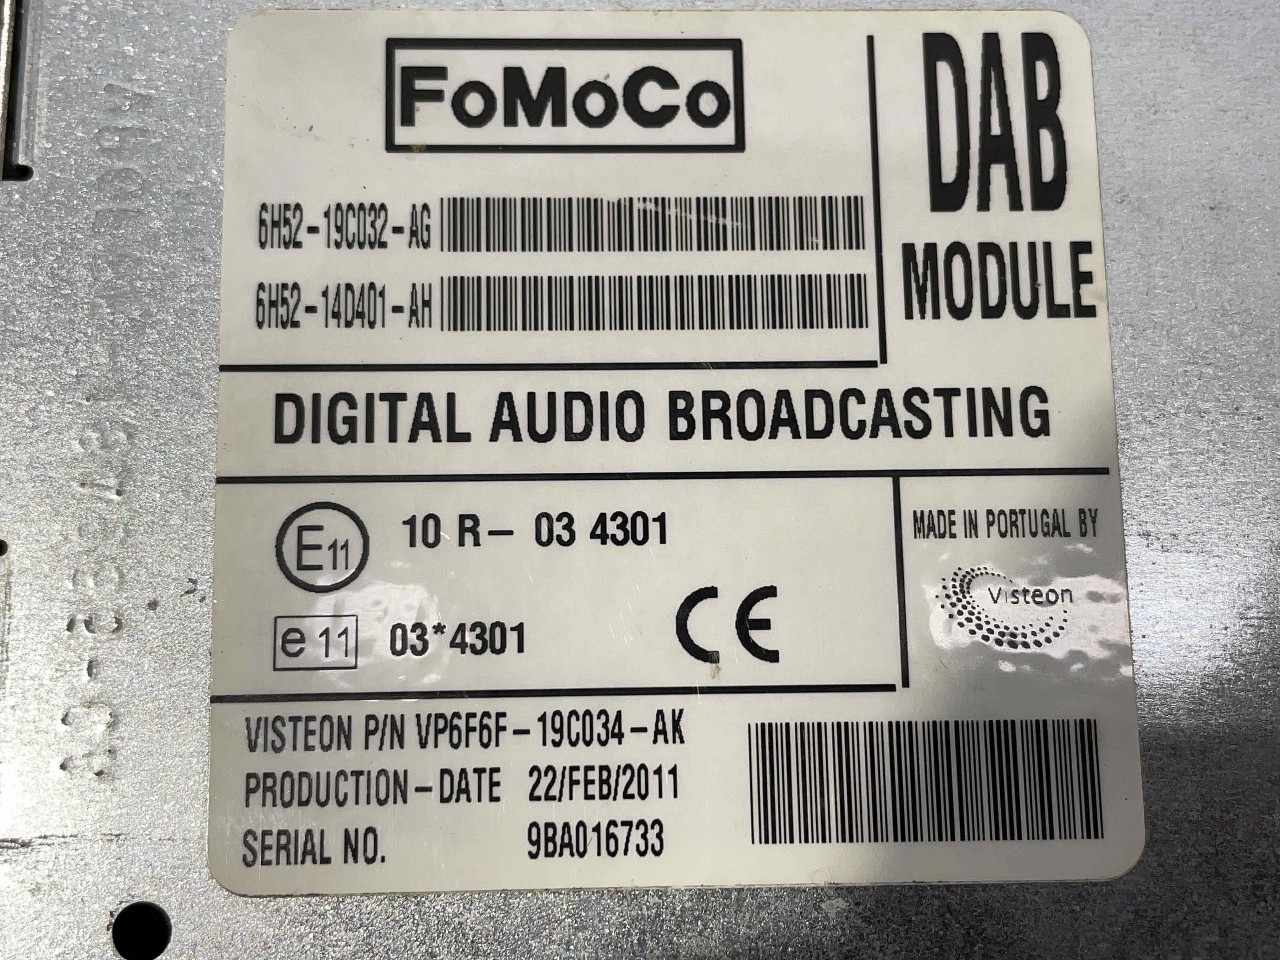 FoMoCo
DAB
MODULE
6H52-19C032-AG
6H52-14D401-AH
DIGITAL AUDIO BROADCASTING
E11 10 R- 03 4301
e 11 03*4301
CE
MADE IN PORTUGAL BY
Visteon
VISTEON P/N VP6F6F-19C034-AK
PRODUCTION-DATE 22/FEB/2011
SERIAL NO. 9BA016733